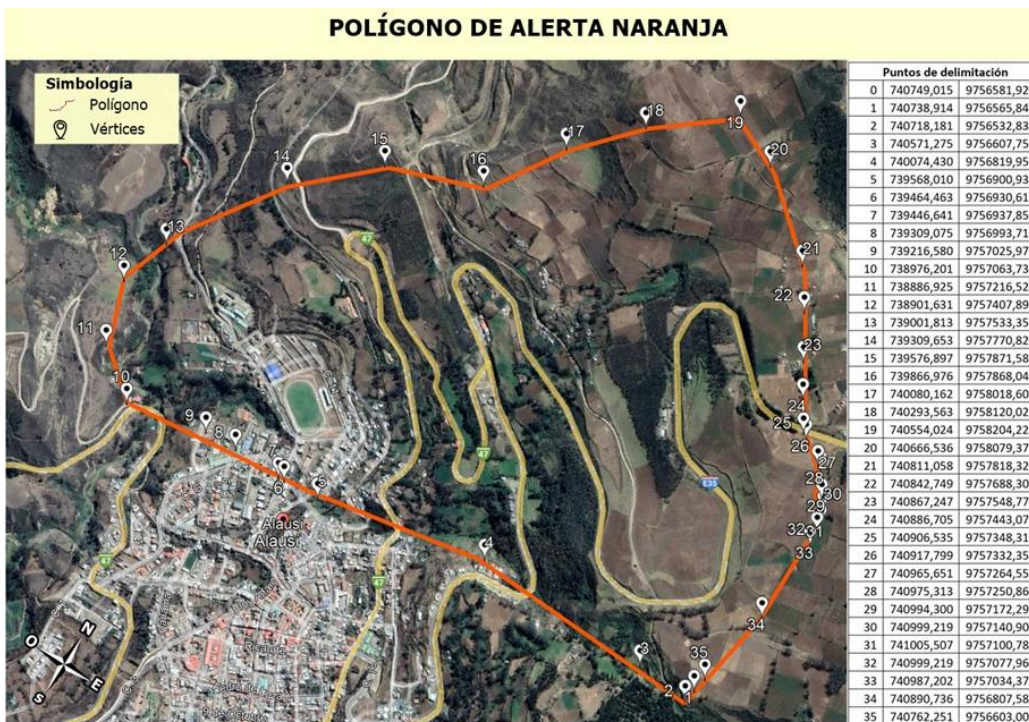 POLÍGONO DE ALERTA NARANJA
Simbología
Polígono
Vértices
18
19
17
15
20
16
14
13
47
21
12
22
11
23
10
24
25
9
26
8
27
47
7
28
E35
30
6
5
29
32
31
Alausi
Alausí
4
33
47
47
34
N
O
E
S
3
35
2
1
Puntos de delimitación
0 740749,015 9756581,92
1 740738,914 9756565,84
2 740718,181 9756532,83
3 740571,275 9756607,75
4 740074,430 9756819,95
5 739568,010 9756900,93
6 739464,463 9756930,61
7 739446,641 9756937,85
8 739309,075 9756993,71
9 739216,580 9757025,97
10 738976,201 9757063,73
11 738886,925 9757216,52
12 738901,631 9757407,89
13 739001,813 9757533,35
14 739309,653 9757770,82
15 739576,897 9757871,58
16 739866,976 9757868,04
17 740080,162 9758018,60
18 740293,563 9758120,02
19 740554,024 9758204,22
20 740666,536 9758079,37
21 740811,058 9757818,32
22 740842,749 9757688,30
23 740867,247 9757548,77
24 740886,705 9757443,07
25 740906,535 9757348,31
26 740917,799 9757332,35
27 740965,651 9757264,55
28 740975,313 9757250,86
29 740994,300 9757172,29
30 740999,219 9757140,90
31 741005,507 9757100,78
32 740999,219 9757077,96
33 740987,202 9757034,37
34 740890,736 9756807,58
35 740762,251 9756603,02